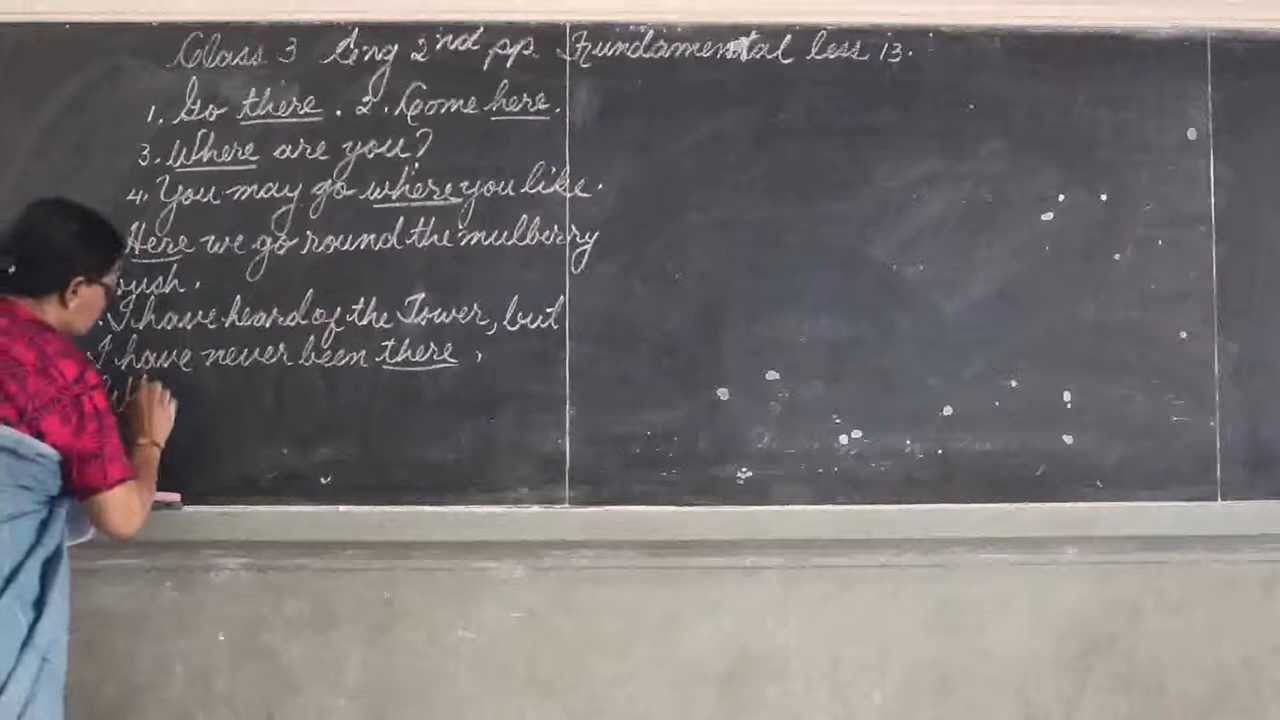 Class 3 Eng 2nd pp. Fundamental less 13.
1. Go there. 2. Come here.
3. Where are you?
4. You may go where you like.
Here we go round the mulberry
bush.
I have heard of the Tower, but
I have never been there.